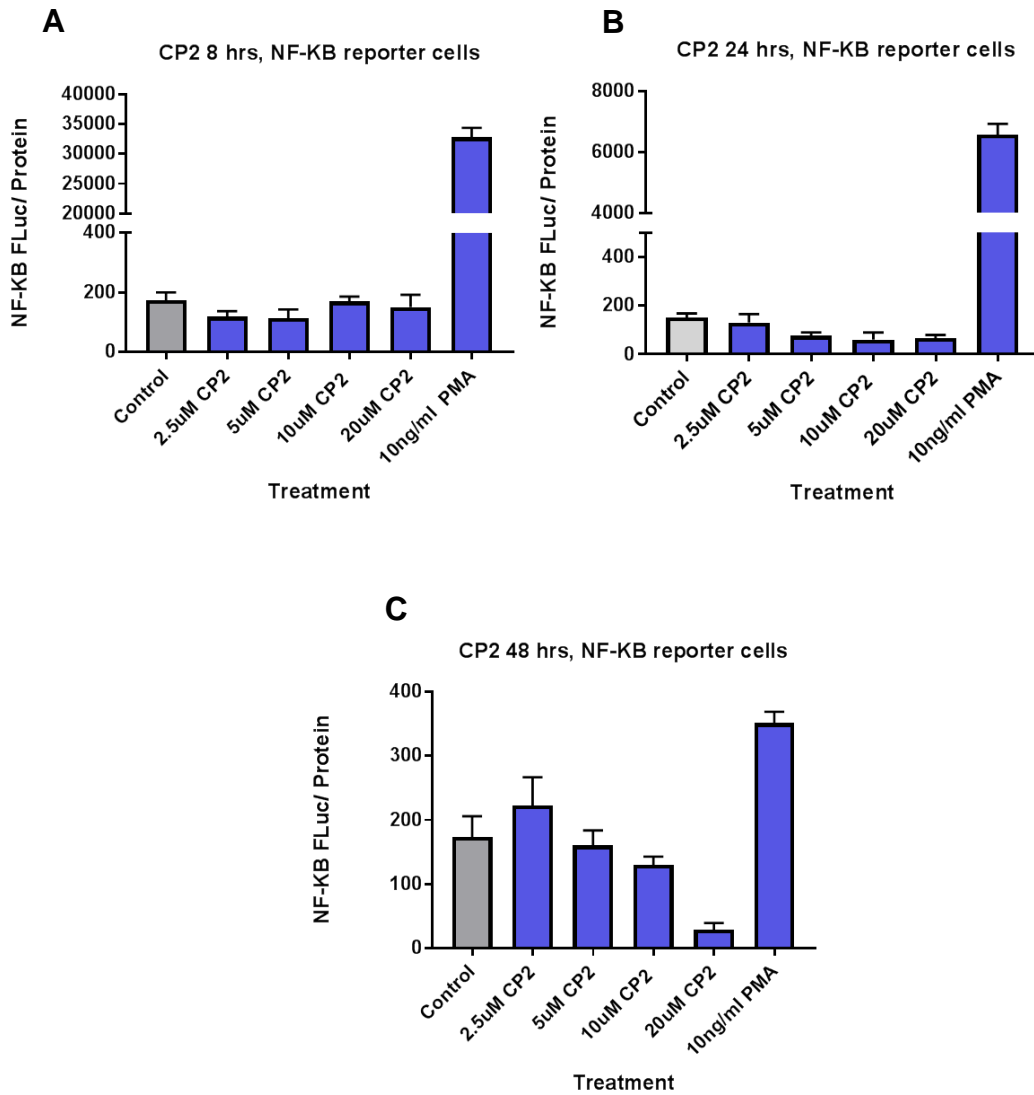 A
CP2 8 hrs, NF-KB reporter cells
NF-KB FLuc/ Protein
40000
35000
30000
25000
20000
400
200
0
Control
2.5uM CP2
5uM CP2
10uM CP2
20uM CP2
10ng/ml PMA
Treatment
B
CP2 24 hrs, NF-KB reporter cells
NF-KB FLuc/ Protein
8000
6000
4000
400
200
0
Control
2.5uM CP2
5uM CP2
10uM CP2
20uM CP2
10ng/ml PMA
Treatment
C
CP2 48 hrs, NF-KB reporter cells
NF-KB FLuc/ Protein
400
300
200
100
0
Control
2.5uM CP2
5uM CP2
10uM CP2
20uM CP2
10ng/ml PMA
Treatment